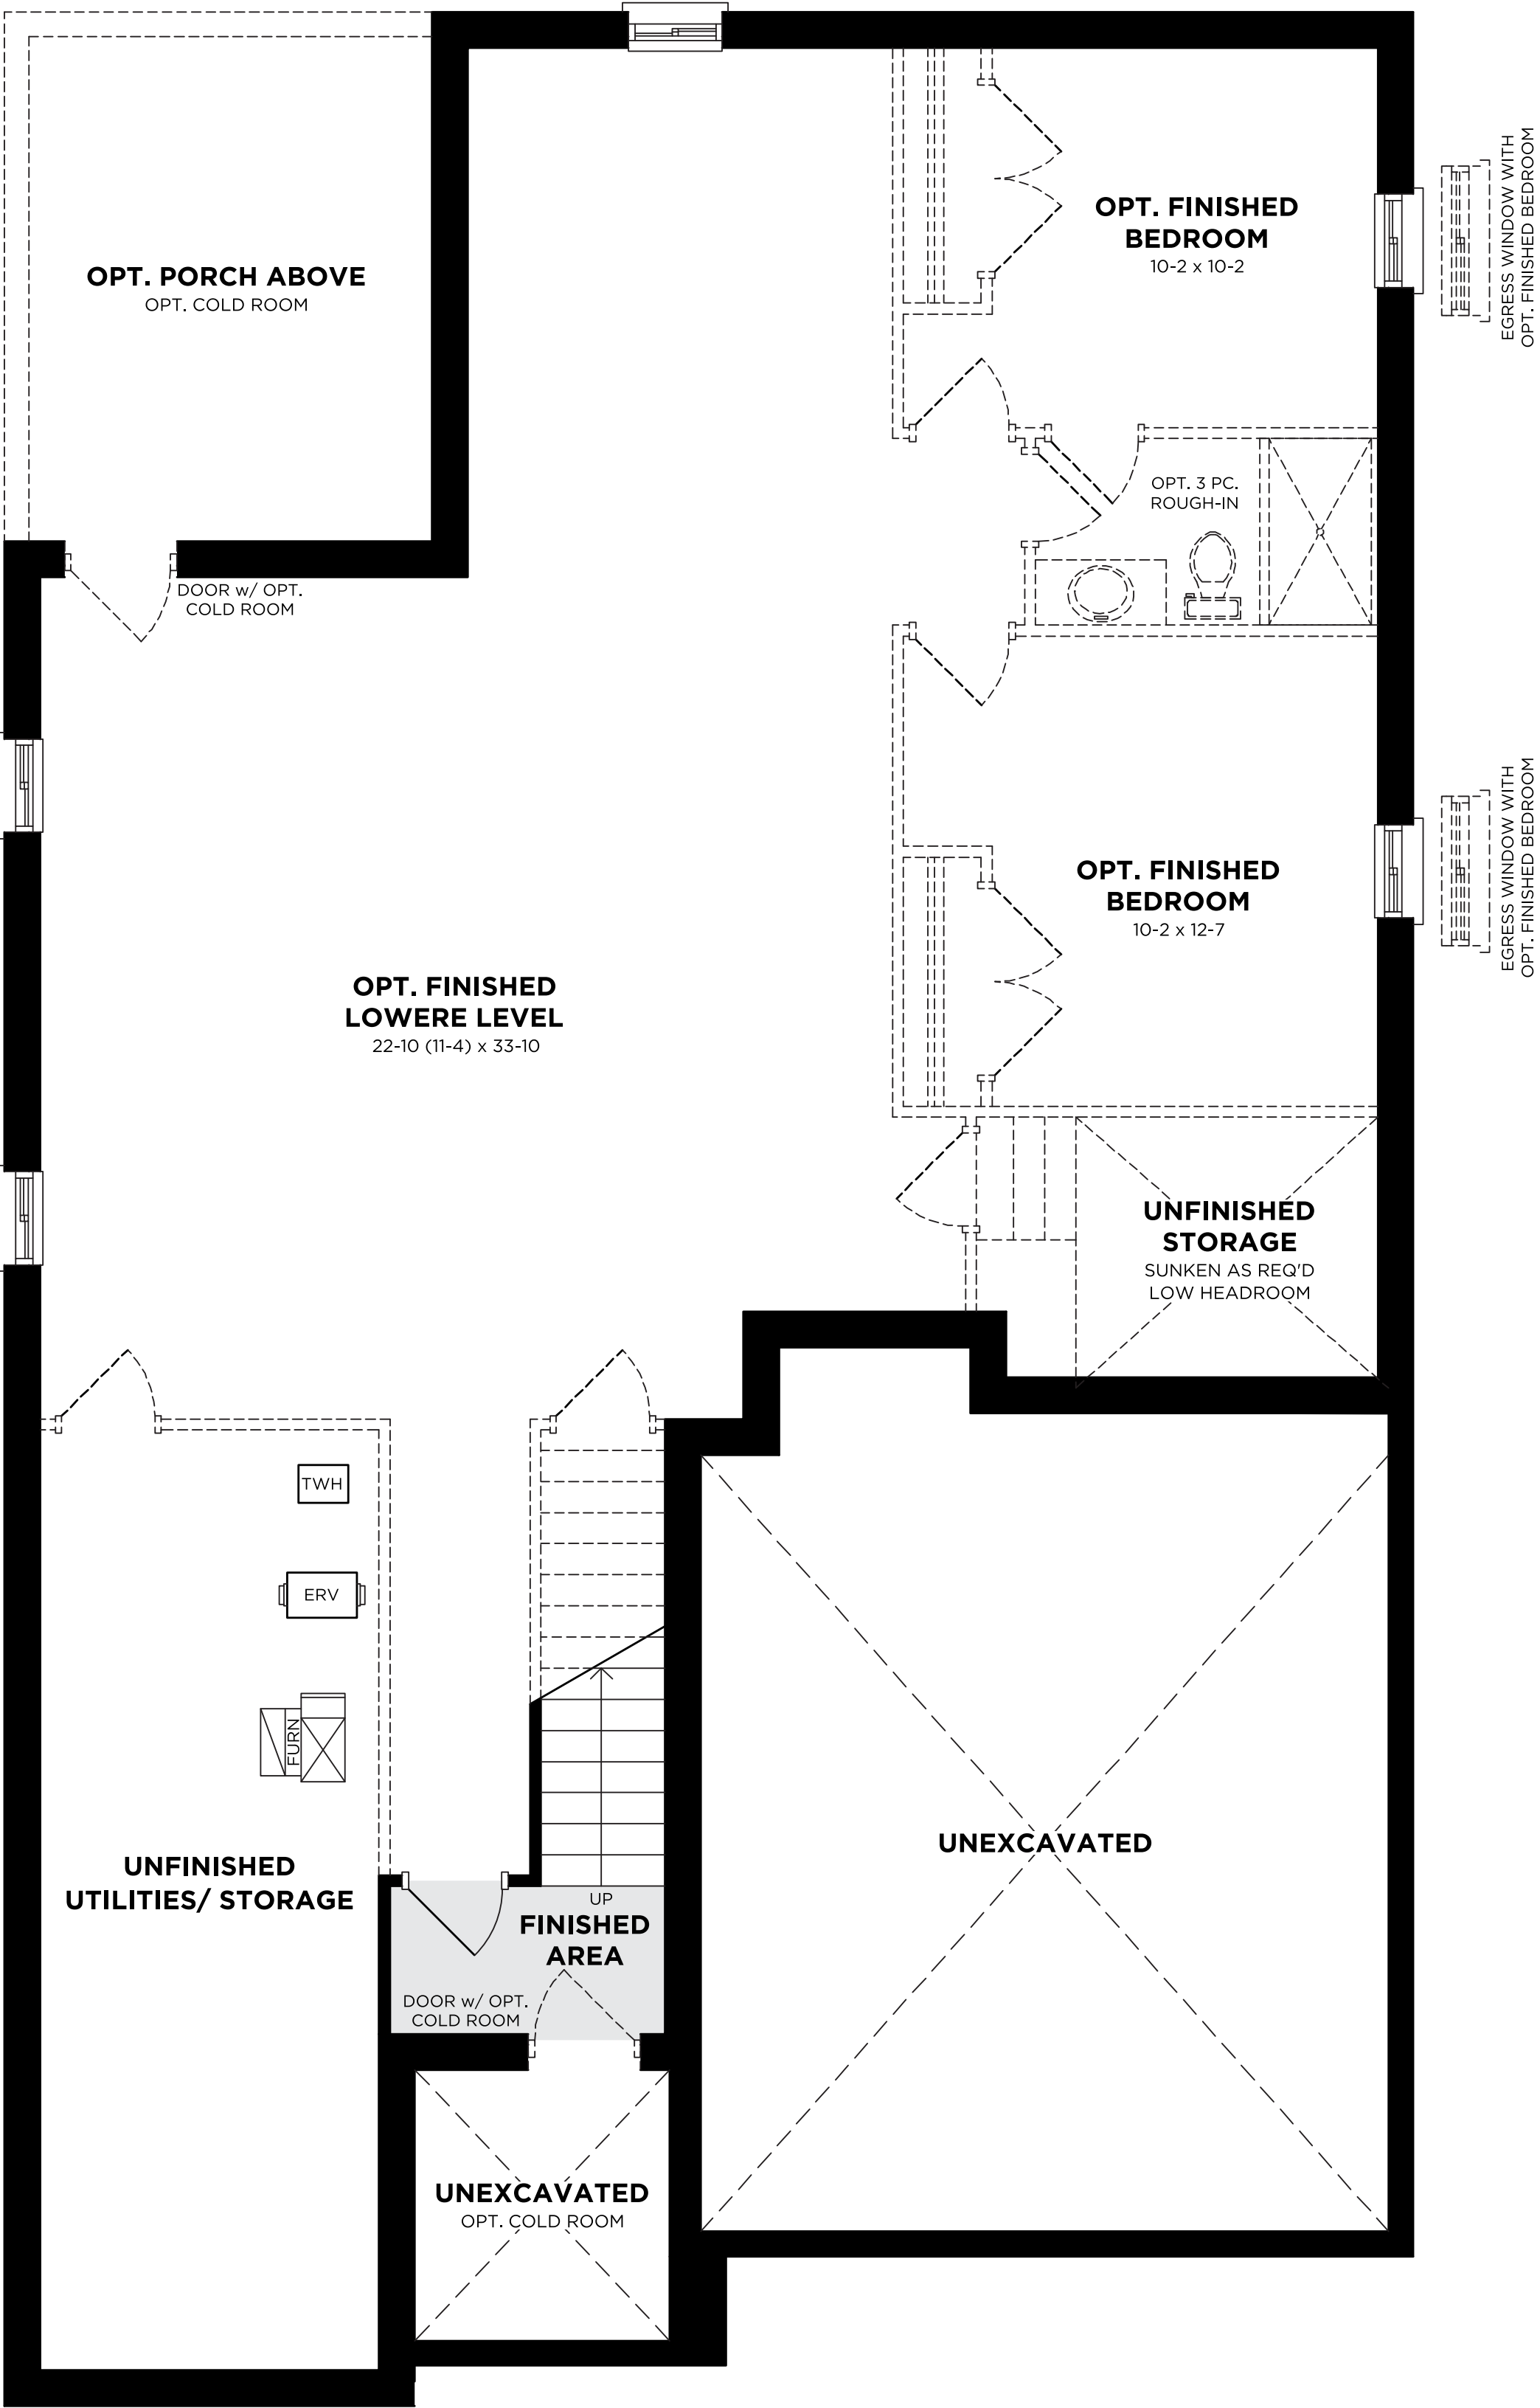 OPT. PORCH ABOVE
OPT. COLD ROOM
DOOR w/ OPT.
COLD ROOM
OPT. FINISHED
BEDROOM
10-2 x 10-2
EGRESS WINDOW WITH
OPT. FINISHED BEDROOM
OPT. 3 PC.
ROUGH-IN
OPT. FINISHED
BEDROOM
10-2 x 12-7
EGRESS WINDOW WITH
OPT. FINISHED BEDROOM
OPT. FINISHED
LOWERE LEVEL
22-10 (11-4) x 33-10
UNFINISHED
STORAGE
SUNKEN AS REQ'D
LOW HEADROOM
TWH
ERV
FURN
UNFINISHED
UTILITIES/ STORAGE
UP
FINISHED
AREA
DOOR w/ OPT.
COLD ROOM
UNEXCAVATED
UNEXCAVATED
OPT. COLD ROOM